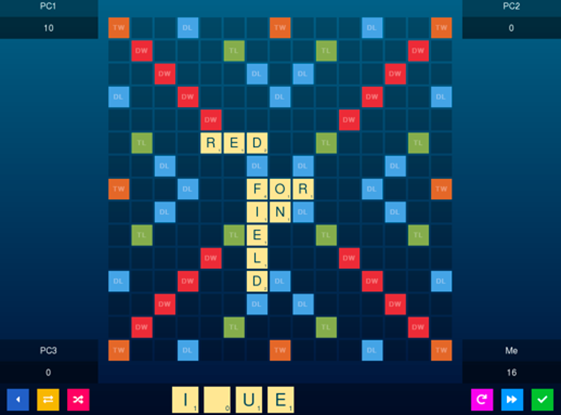 PC1 PC2
10 0
TW DL TW DL TW
DW TL TL DW
DW DL DL DW
DL DW DL DW DL
DW DW
TL R E D TL TL
DL DL DL DL
TW DL F O R DL TW
DL I N DL DL
TL TL E TL TL
DW L DW
DL DW D DL DW DL
DW DL DL DW
DW TL TL DW
TW DL TW DL TW
PC3 Me
0 16
I U E